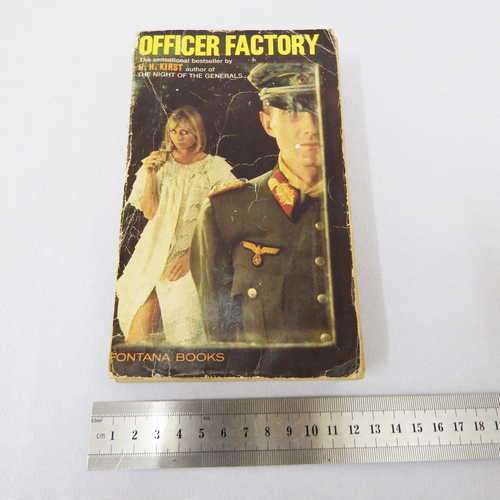 OFFICER FACTORY
The sensational bestseller by
H. H. KIRST author of
THE NIGHT OF THE GENERALS
FONTANA BOOKS
cm 1 2 3 4 5 6 7 8 9 10 11 12 13 14 15 16 17 18